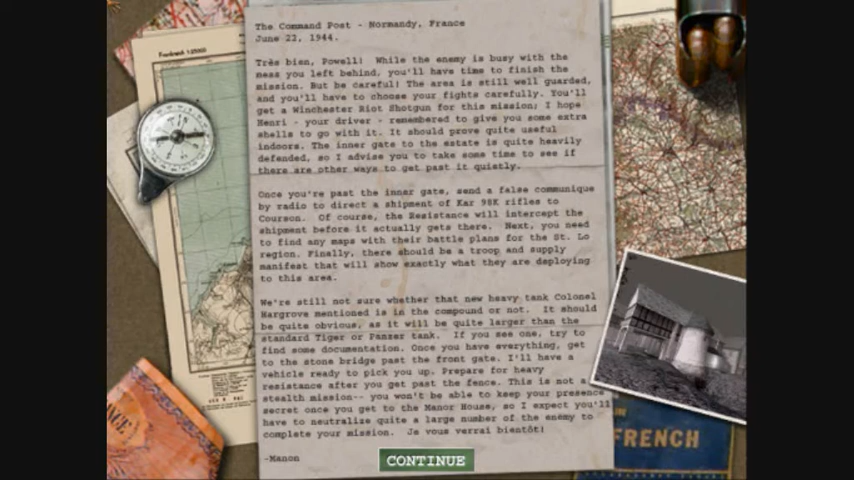 The Command Post - Normandy, France
June 22, 1944.
Très bien, Powell! While the enemy is busy with the
mess you left behind, you'll have time to finish the
mission. But be careful! The area is still well guarded,
and you'll have to choose your fights carefully. You'll
get a Winchester Riot Shotgun for this mission; I hope
Henri - your driver - remembered to give you some extra
shells to go with it. It should prove quite useful
indoors. The inner gate to the estate is quite heavily
defended, so I advise you to take some time to see if
there are other ways to get past it quietly.
Once you're past the inner gate, send a false communique
by radio to direct a shipment of Kar 98K rifles to
Courson. Of course, the Resistance will intercept the
shipment before it actually gets there. Next, you need
to find any maps with their battle plans for the St. Lo
region. Finally, there should be a troop and supply
manifest that will show exactly what they are deploying
to this area.
We're still not sure whether that new heavy tank Colonel
Hargrove mentioned is in the compound or not. It should
be quite obvious, as it will be quite larger than the
standard Tiger or Panzer tank. If you see one, try to
find some documentation. Once you have everything, get
to the stone bridge past the front gate. I'll have a
vehicle ready to pick you up. Prepare for heavy
resistance after you get past the fence. This is not a
stealth mission-- you won't be able to keep your presence
secret once you get to the Manor House, so I expect you'll
have to neutralize quite a large number of the enemy to
complete your mission. Je vous verrai bientôt!
-Manon
CONTINUE
FRENCH